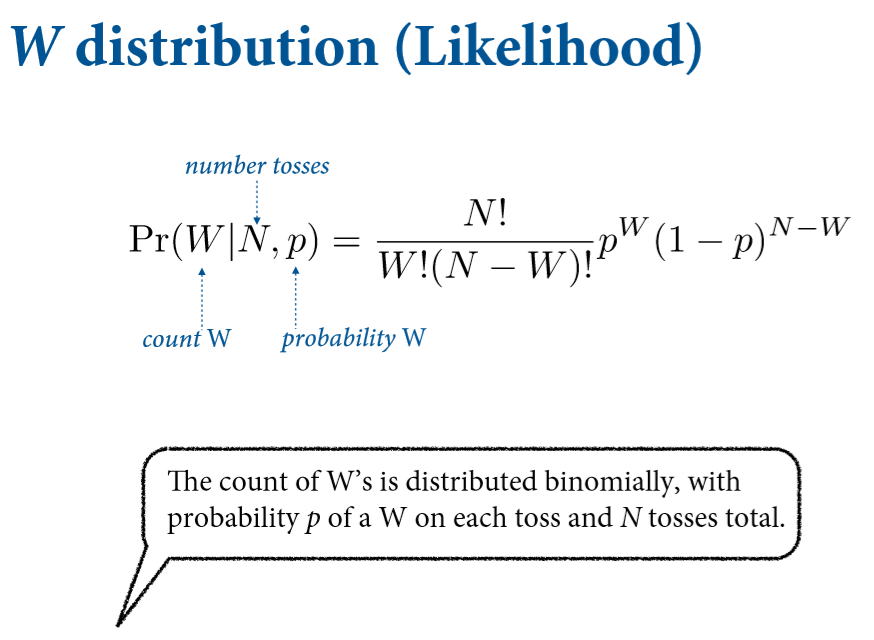 W distribution (Likelihood)
number tosses
Pr(W|N, p) = N! / W!(N − W)! p^W (1 − p)^{N−W}
count W
probability W
The count of W's is distributed binomially, with
probability p of a W on each toss and N tosses total.